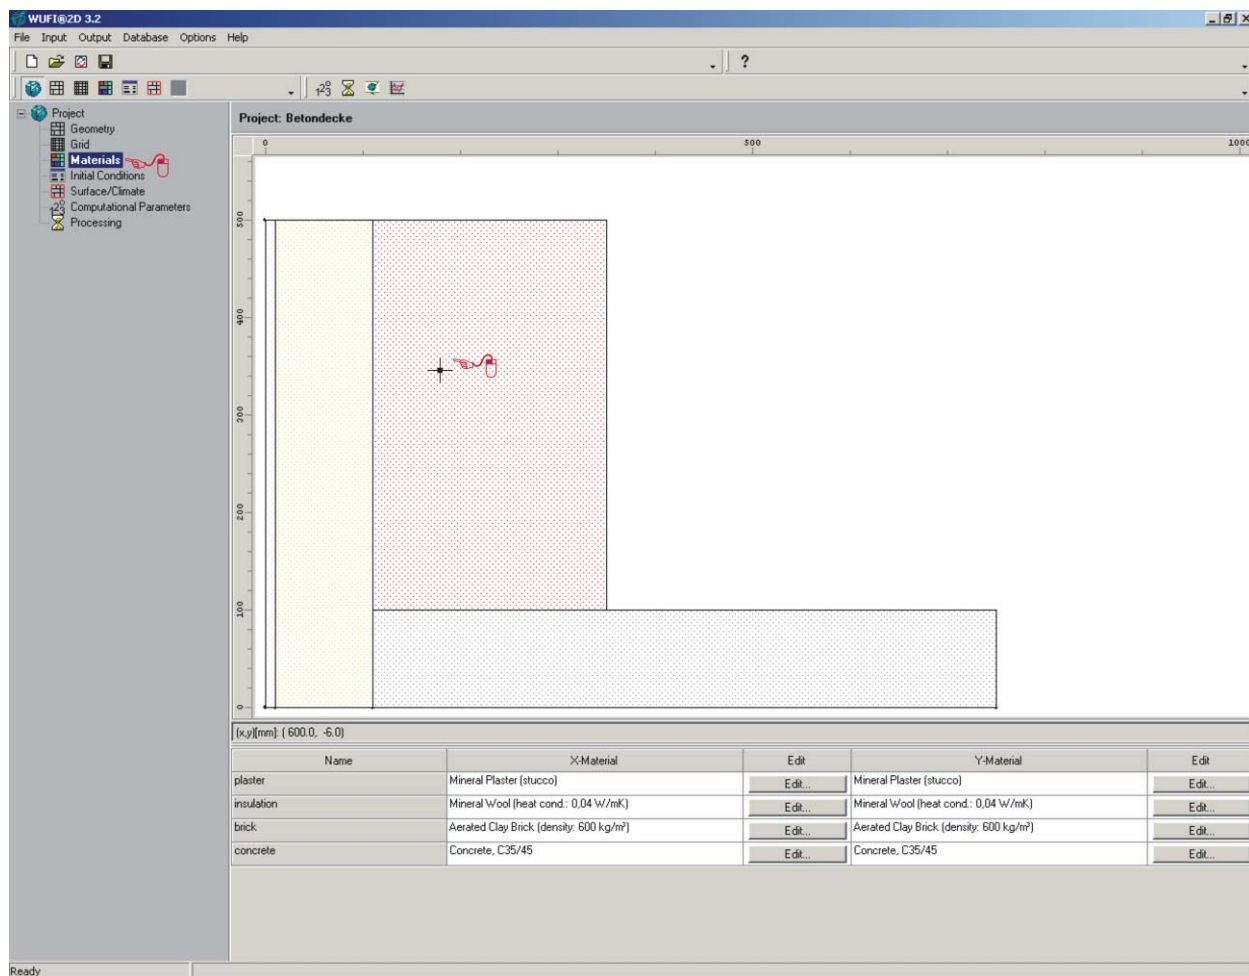 WUFI®2D 3.2
File Input Output Database Options Help
?
Project
Geometry
Grid
Materials
Initial Conditions
Surface/Climate
Computational Parameters
Processing
Project: Betondecke
0 500 1000
500
400
300
200
100
0
(x,y)[mm]: ( 600.0, -6.0)
Name X-Material Edit Y-Material Edit
plaster Mineral Plaster (stucco) Edit... Mineral Plaster (stucco) Edit...
insulation Mineral Wool (heat cond.: 0,04 W/mK) Edit... Mineral Wool (heat cond.: 0,04 W/mK) Edit...
brick Aerated Clay Brick (density: 600 kg/m³) Edit... Aerated Clay Brick (density: 600 kg/m³) Edit...
concrete Concrete, C35/45 Edit... Concrete, C35/45 Edit...
Ready